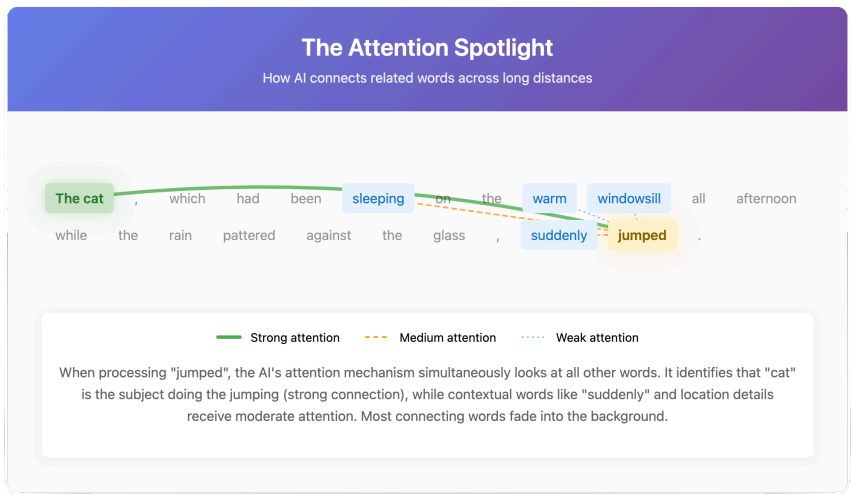 The Attention Spotlight
How AI connects related words across long distances
The cat , which had been sleeping on the warm windowsill all afternoon
while the rain pattered against the glass , suddenly jumped .
Strong attention Medium attention Weak attention
When processing "jumped", the AI's attention mechanism simultaneously looks at all other words. It identifies that "cat"
is the subject doing the jumping (strong connection), while contextual words like "suddenly" and location details
receive moderate attention. Most connecting words fade into the background.